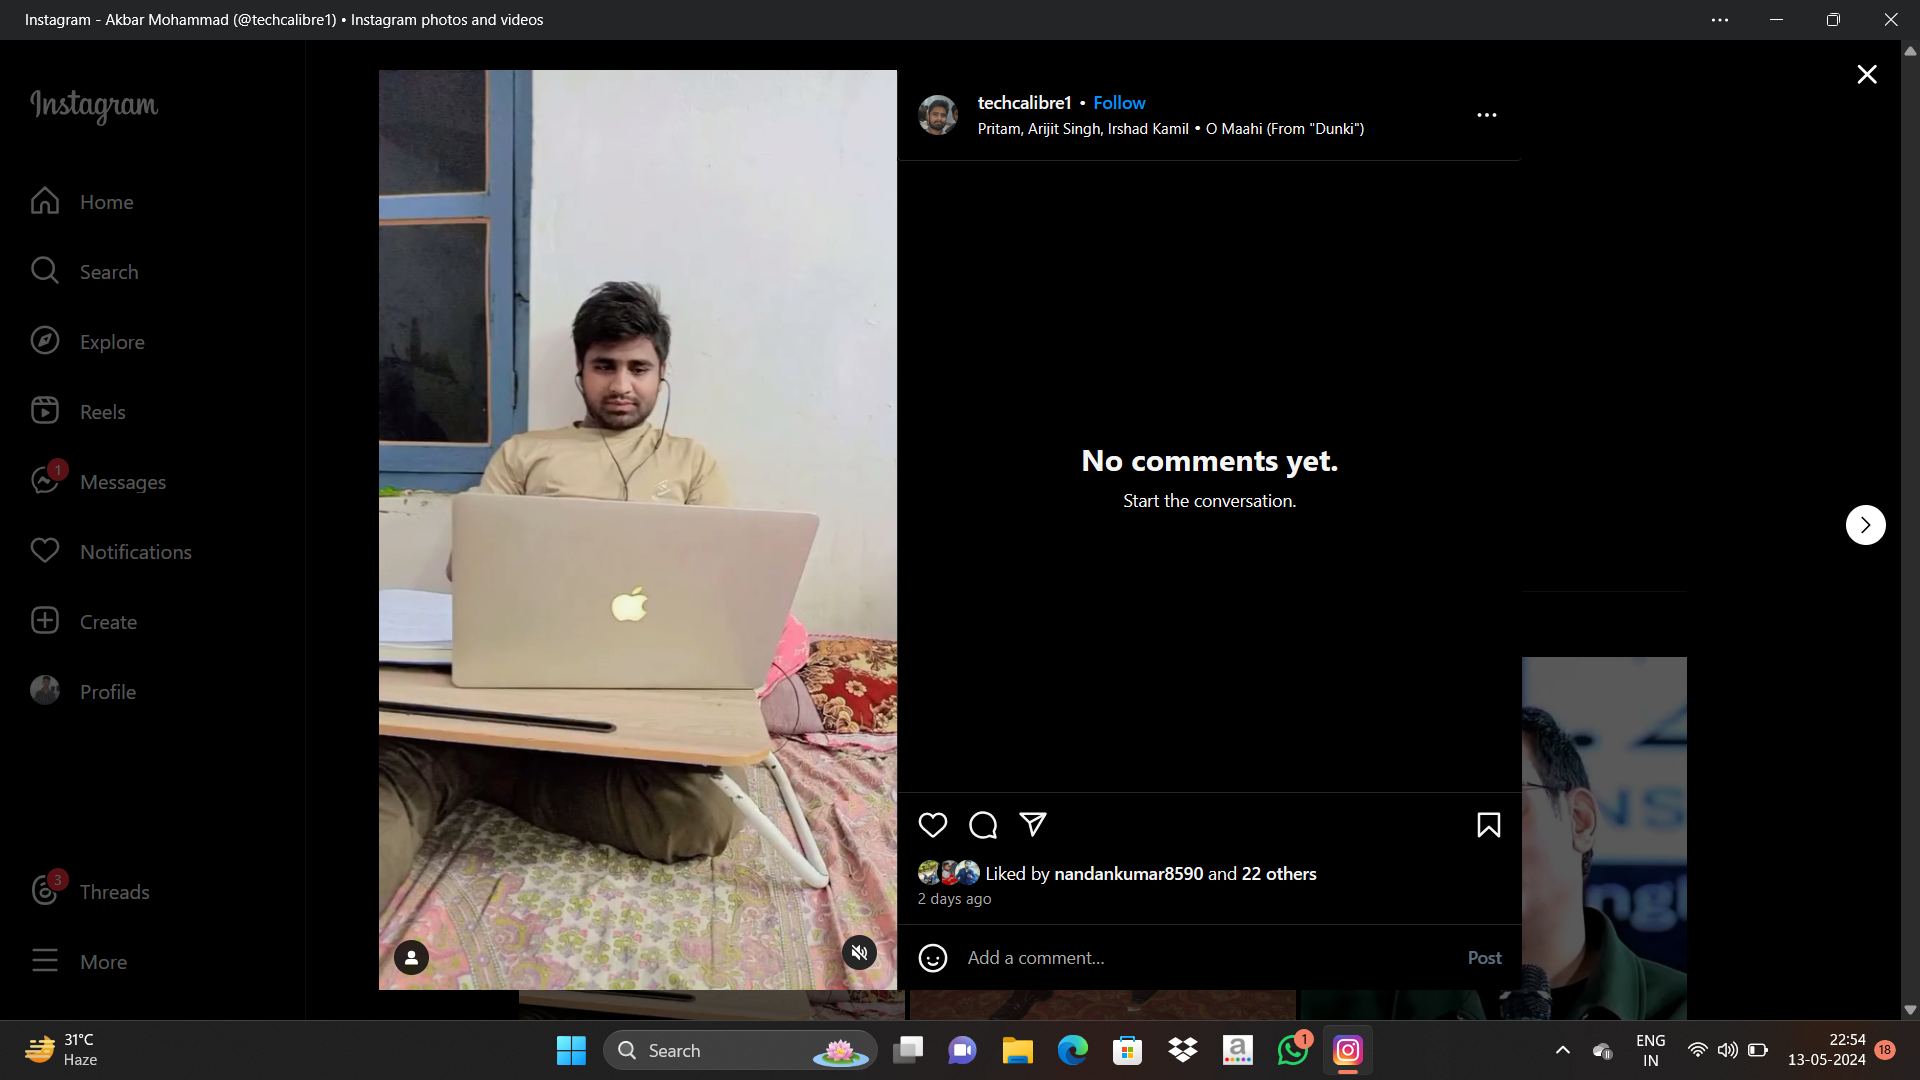 Instagram - Akbar Mohammad (@techcalibre1) • Instagram photos and videos
Instagram
Home
Search
Explore
Reels
1
Messages
Notifications
Create
Profile
3
Threads
More
techcalibre1 • Follow
Pritam, Arijit Singh, Irshad Kamil • O Maahi (From "Dunki")
No comments yet.
Start the conversation.
Liked by nandankumar8590 and 22 others
2 days ago
Add a comment...
Post
31°C
Haze
Search
a
1
ENG
IN
22:54
13-05-2024
18